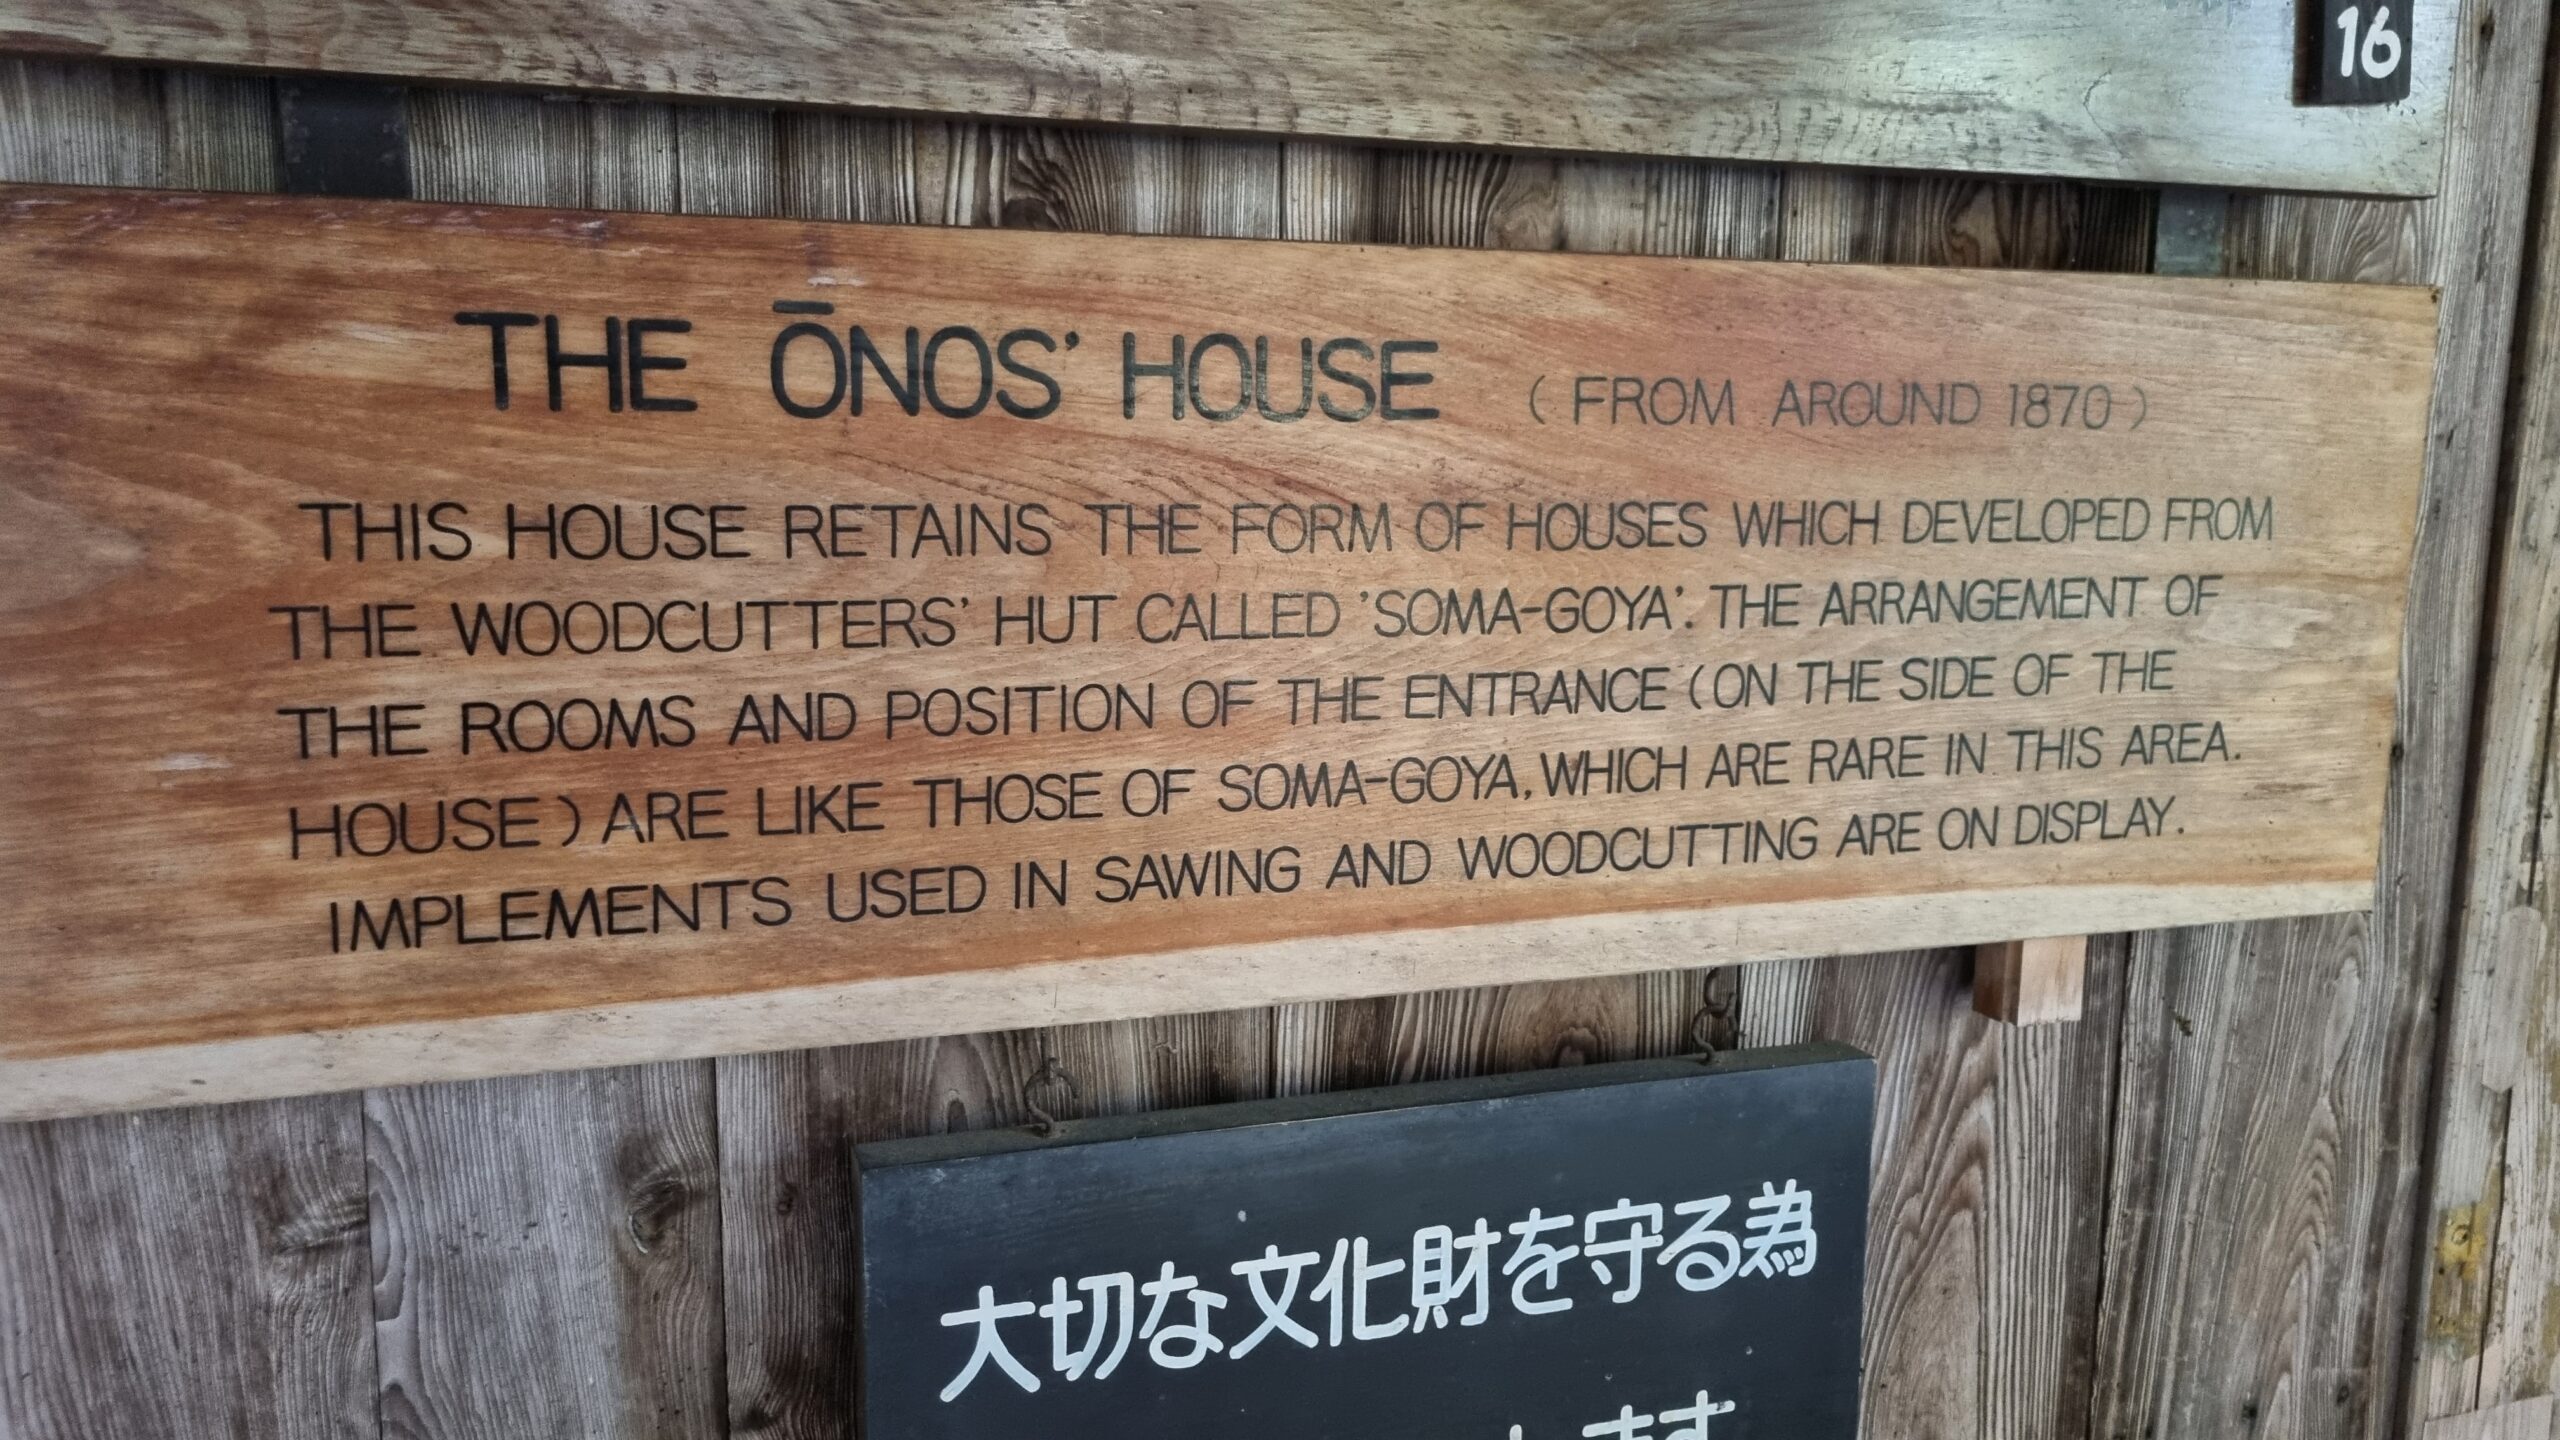 16
THE ŌNOS' HOUSE (FROM AROUND 1870)
THIS HOUSE RETAINS THE FORM OF HOUSES WHICH DEVELOPED FROM
THE WOODCUTTERS' HUT CALLED 'SOMA-GOYA'. THE ARRANGEMENT OF
THE ROOMS AND POSITION OF THE ENTRANCE (ON THE SIDE OF THE
HOUSE) ARE LIKE THOSE OF SOMA-GOYA, WHICH ARE RARE IN THIS AREA.
IMPLEMENTS USED IN SAWING AND WOODCUTTING ARE ON DISPLAY.
大切な文化財を守る為
ます